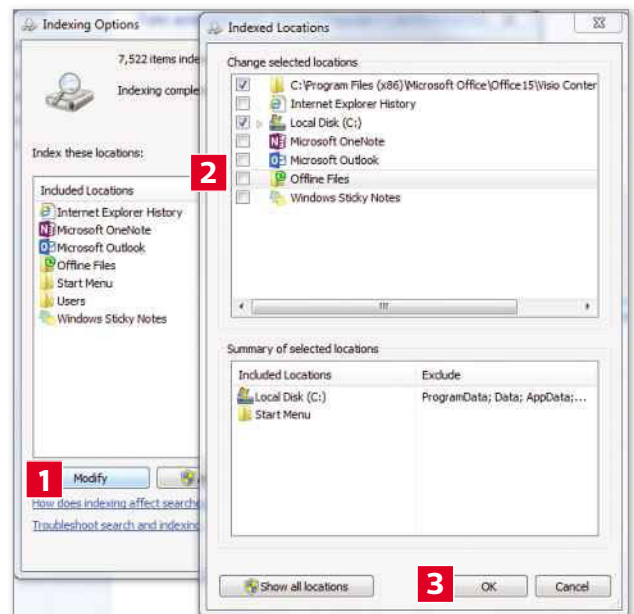 Indexing Options
7,522 items inde
Indexing comple
Index these locations:
Included Locations
Internet Explorer History
Microsoft OneNote
Microsoft Outlook
Offline Files
Start Menu
Users
Windows Sticky Notes
1
Modify
How does indexing affect searche
Troubleshoot search and indexing
Indexed Locations
Change selected locations
C:\Program Files (x86)\Microsoft Office\Office15\Visio Conter
Internet Explorer History
Local Disk (C:)
Microsoft OneNote
Microsoft Outlook
2
Offline Files
Windows Sticky Notes
Summary of selected locations
Included Locations Exclude
Local Disk (C:) ProgramData; Data; AppData;...
Start Menu
Show all locations 3 OK Cancel